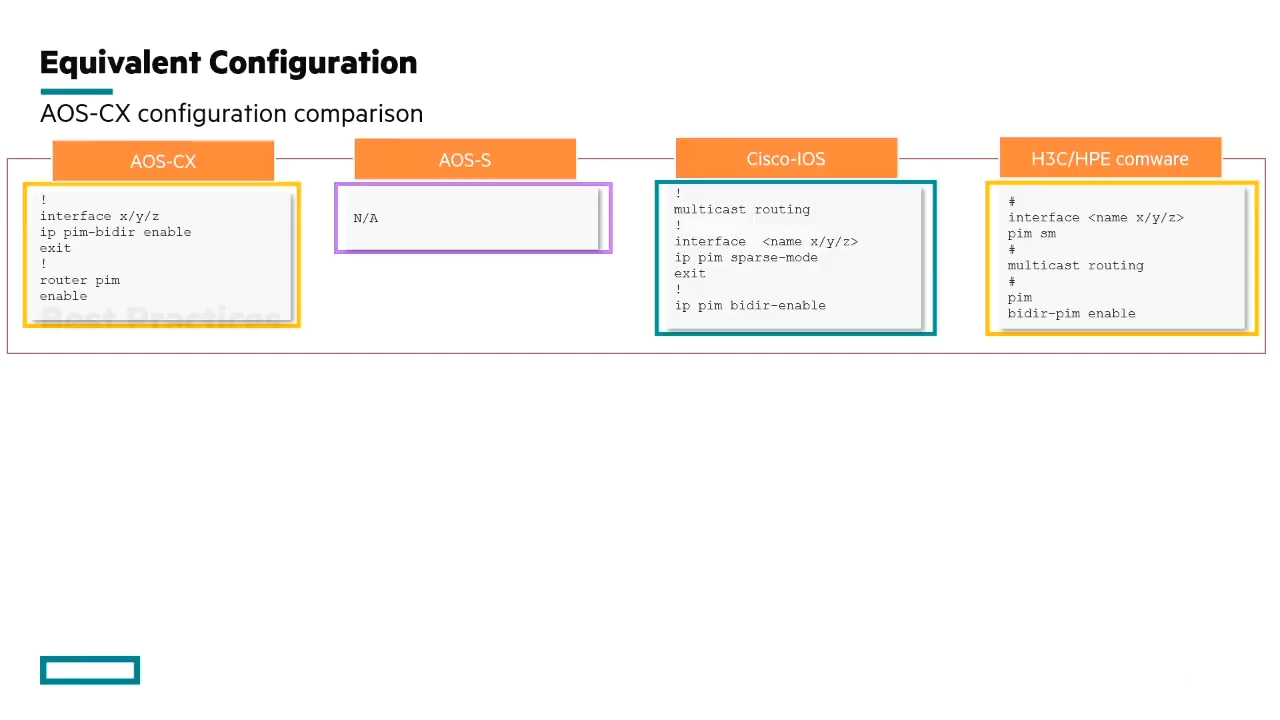 Equivalent Configuration
AOS-CX configuration comparison
AOS-CX
!
interface x/y/z
ip pim-bidir enable
exit
!
router pim
enable
Best Practices
AOS-S
N/A
Cisco-IOS
!
multicast routing
!
interface  <name x/y/z>
ip pim sparse-mode
exit
!
ip pim bidir-enable
H3C/HPE comware
#
interface <name x/y/z>
pim sm
#
multicast routing
#
pim
bidir-pim enable